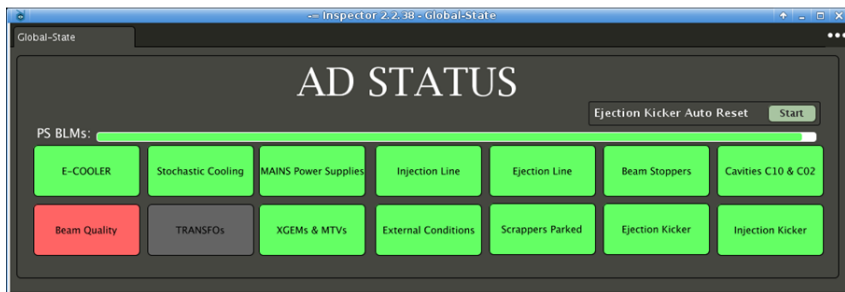 -= Inspector 2.2.38 - Global-State
Global-State
AD STATUS
Ejection Kicker Auto Reset Start
PS BLMs:
E-COOLER Stochastic Cooling MAINS Power Supplies Injection Line Ejection Line Beam Stoppers Cavities C10 & C02
Beam Quality TRANSFOs XGEMs & MTVs External Conditions Scrappers Parked Ejection Kicker Injection Kicker